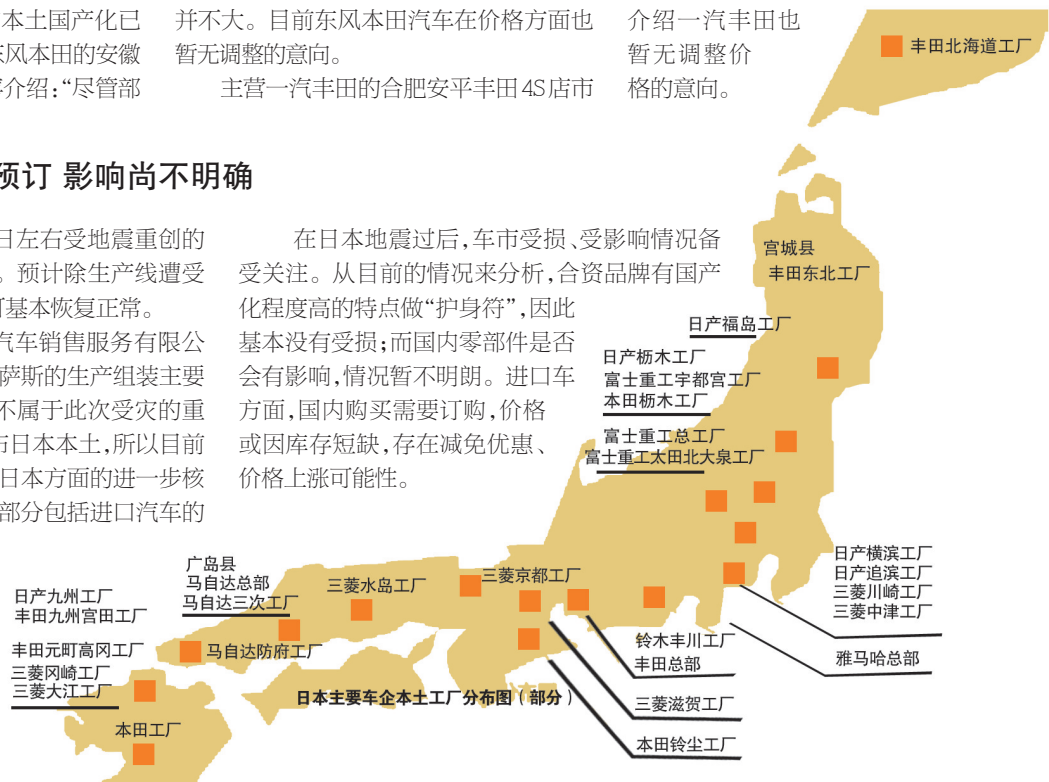 本土国产化已
东风本田的安徽
介绍:“尽管部
并不大。目前东风本田汽车在价格方面也
暂无调整的意向。
主营一汽丰田的合肥安平丰田4S店市
介绍一汽丰田也
暂无调整价
格的意向。
预订 影响尚不明确
日左右受地震重创的
。预计除生产线遭受
可基本恢复正常。
汽车销售服务有限公
萨斯的生产组装主要
不属于此次受灾的重
布日本本土,所以目前
日本方面的进一步核
部分包括进口汽车的
在日本地震过后,车市受损、受影响情况备
受关注。从目前的情况来分析,合资品牌有国产
化程度高的特点做“护身符”,因此
基本没有受损;而国内零部件是否
会有影响,情况暂不明朗。进口车
方面,国内购买需要订购,价格
或因库存短缺,存在减免优惠、
价格上涨可能性。
丰田北海道工厂
宫城县
丰田东北工厂
日产福岛工厂
日产枥木工厂
富士重工宇都宫工厂
本田枥木工厂
富士重工总工厂
富士重工太田北大泉工厂
广岛县
马自达总部
马自达三次工厂
三菱水岛工厂
三菱京都工厂
日产九州工厂
丰田九州宫田工厂
丰田元町高冈工厂
三菱冈崎工厂
三菱大江工厂
马自达防府工厂
本田工厂
日产横滨工厂
日产追滨工厂
三菱川崎工厂
三菱中津工厂
雅马哈总部
铃木丰川工厂
丰田总部
三菱滋贺工厂
本田铃尘工厂
日本主要车企本土工厂分布图(部分)